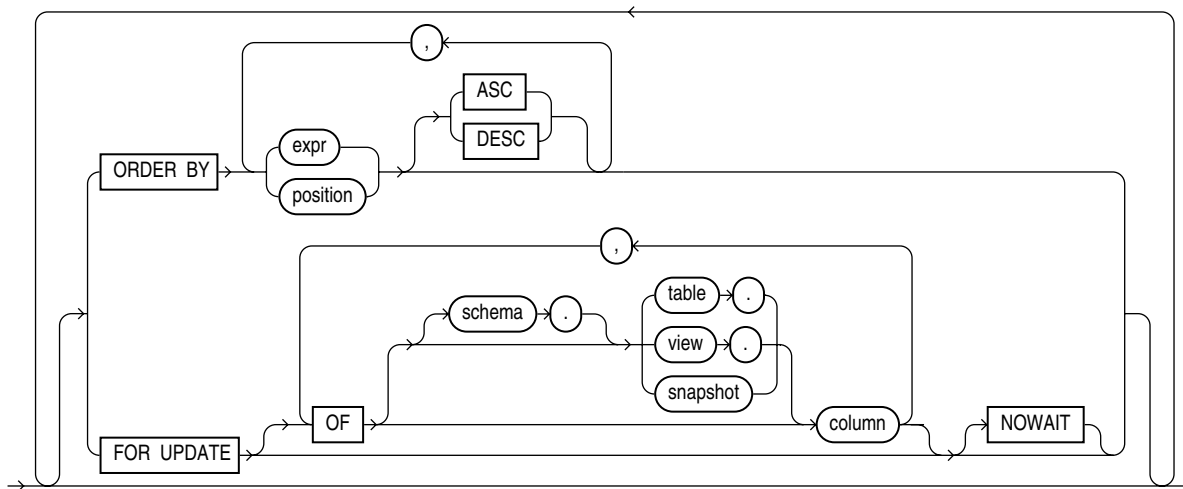 ,
ASC
DESC
ORDER BY
expr
position
,
schema .
table .
view .
snapshot
FOR UPDATE
OF
column
NOWAIT